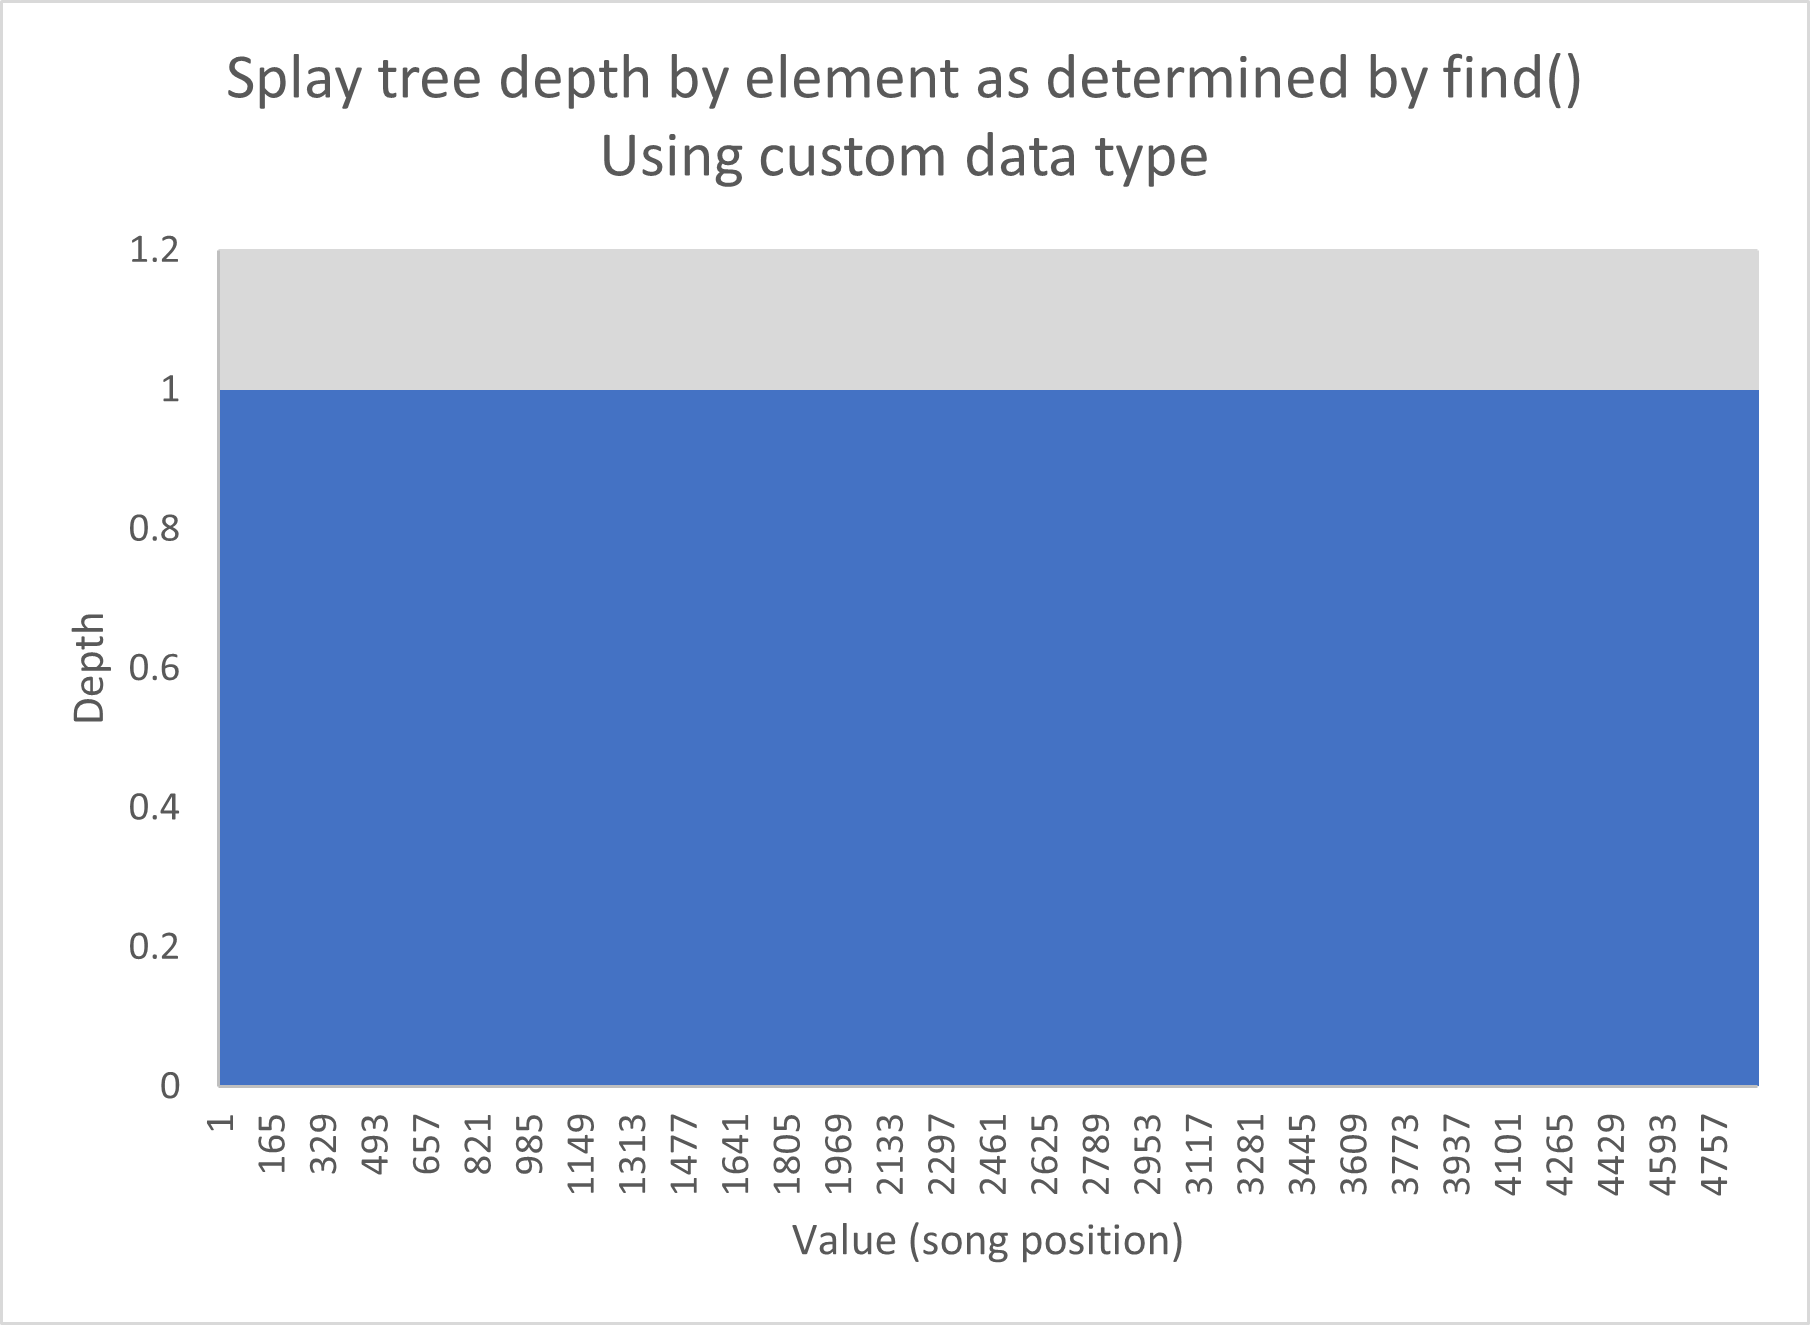 Splay tree depth by element as determined by find()
Using custom data type
1.2
1
0.8
0.6
0.4
0.2
0
Depth
1 165 329 493 657 821 985 1149 1313 1477 1641 1805 1969 2133 2297 2461 2625 2789 2953 3117 3281 3445 3609 3773 3937 4101 4265 4429 4593 4757
Value (song position)